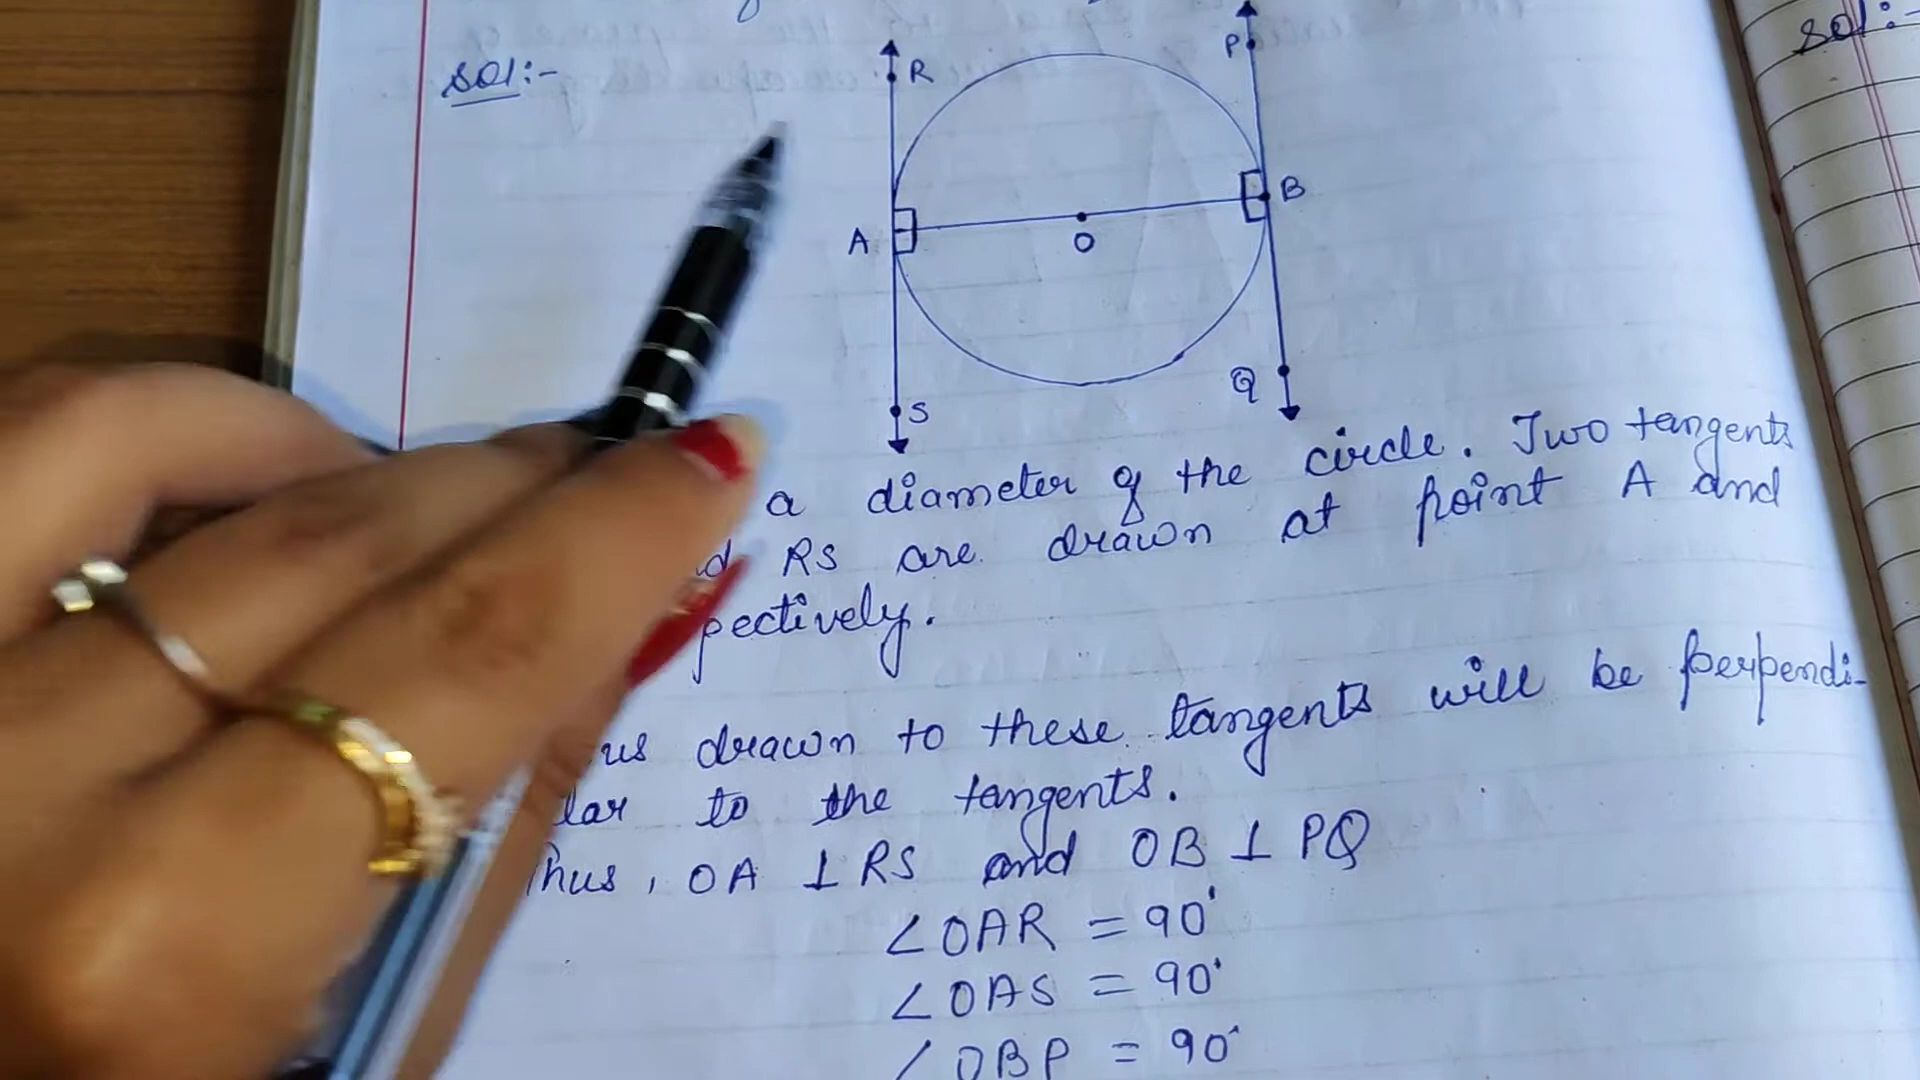 Sol:-
Sol:-
R
P
A
O
B
S
Q
a diameter of the circle. Two tangents
RS are drawn at point A and
pectively.
us drawn to these tangents will be perpendi-
lar to the tangents.
hus, OA ⊥ RS and OB ⊥ PQ
∠OAR = 90°
∠OAS = 90°
∠OBP = 90°